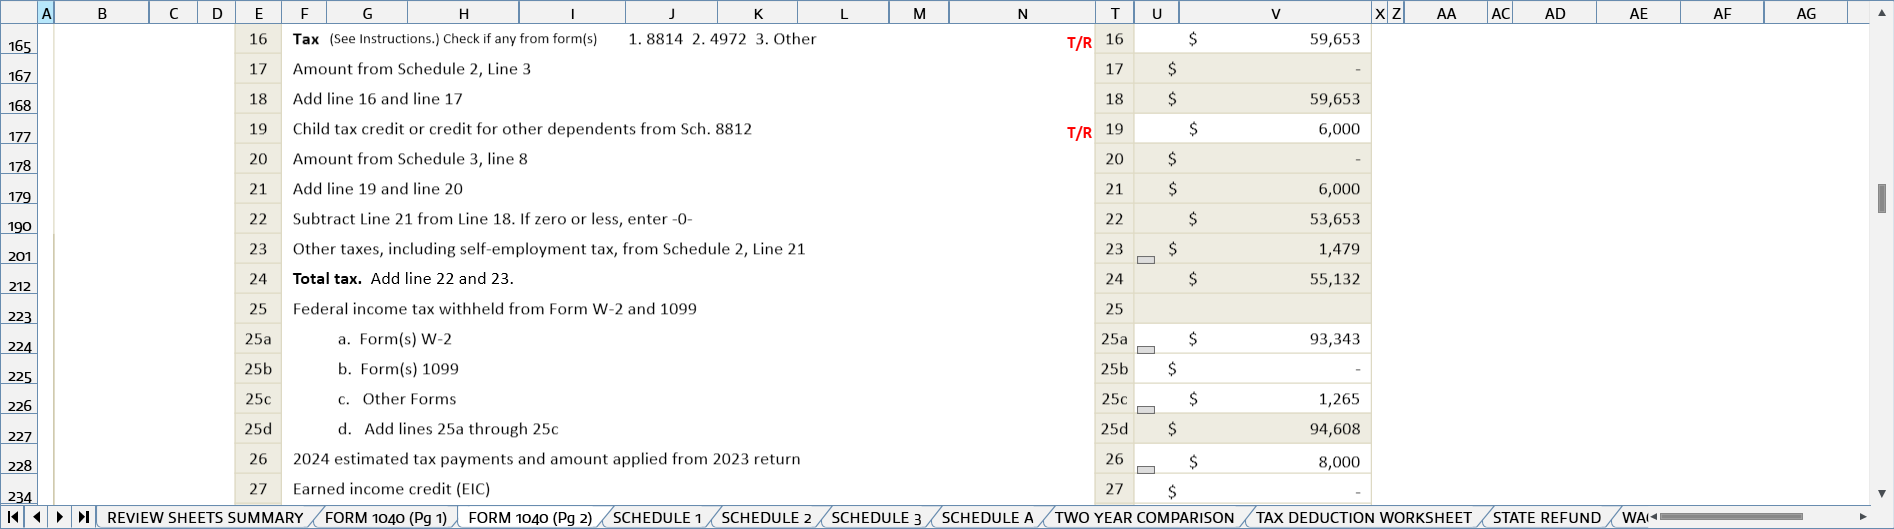 A B C D E F G H I J K L M N T U V X Z AA AC AD AE AF AG
165 16 Tax (See Instructions.) Check if any from form(s) 1. 8814 2. 4972 3. Other T/R 16 $ 59,653
167 17 Amount from Schedule 2, Line 3 17 $ -
168 18 Add line 16 and line 17 18 $ 59,653
177 19 Child tax credit or credit for other dependents from Sch. 8812 T/R 19 $ 6,000
178 20 Amount from Schedule 3, line 8 20 $ -
179 21 Add line 19 and line 20 21 $ 6,000
190 22 Subtract Line 21 from Line 18. If zero or less, enter -0- 22 $ 53,653
201 23 Other taxes, including self-employment tax, from Schedule 2, Line 21 23 $ 1,479
212 24 Total tax. Add line 22 and 23. 24 $ 55,132
223 25 Federal income tax withheld from Form W-2 and 1099 25
224 25a a. Form(s) W-2 25a $ 93,343
225 25b b. Form(s) 1099 25b $ -
226 25c c. Other Forms 25c $ 1,265
227 25d d. Add lines 25a through 25c 25d $ 94,608
228 26 2024 estimated tax payments and amount applied from 2023 return 26 $ 8,000
234 27 Earned income credit (EIC) 27 $ -
REVIEW SHEETS SUMMARY FORM 1040 (Pg 1) FORM 1040 (Pg 2) SCHEDULE 1 SCHEDULE 2 SCHEDULE 3 SCHEDULE A TWO YEAR COMPARISON TAX DEDUCTION WORKSHEET STATE REFUND WA